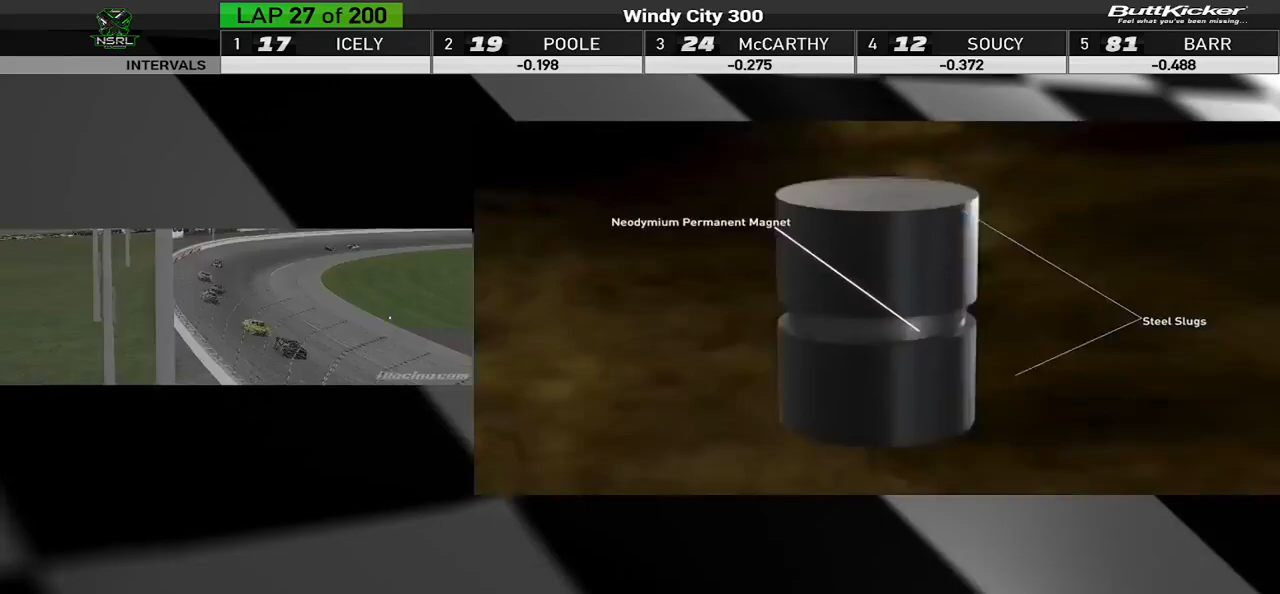 NSRL
LAP 27 of 200
Windy City 300
ButtKicker
Feel what you've been missing...
1 17 ICELY 2 19 POOLE 3 24 McCARTHY 4 12 SOUCY 5 81 BARR
INTERVALS -0.198 -0.275 -0.372 -0.488
Neodymium Permanent Magnet
Steel Slugs
iRacing.com